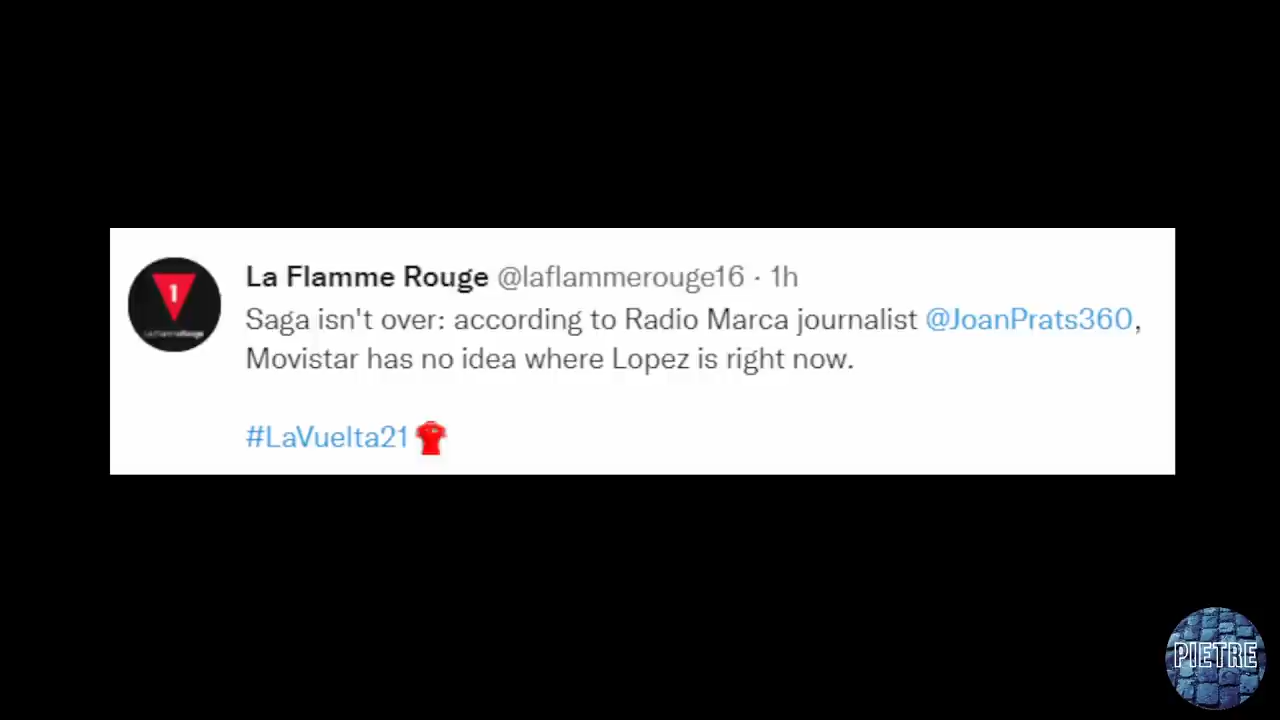 La Flamme Rouge @laflammerouge16 · 1h
Saga isn't over: according to Radio Marca journalist @JoanPrats360,
Movistar has no idea where Lopez is right now.
#LaVuelta21
1
PIETRE